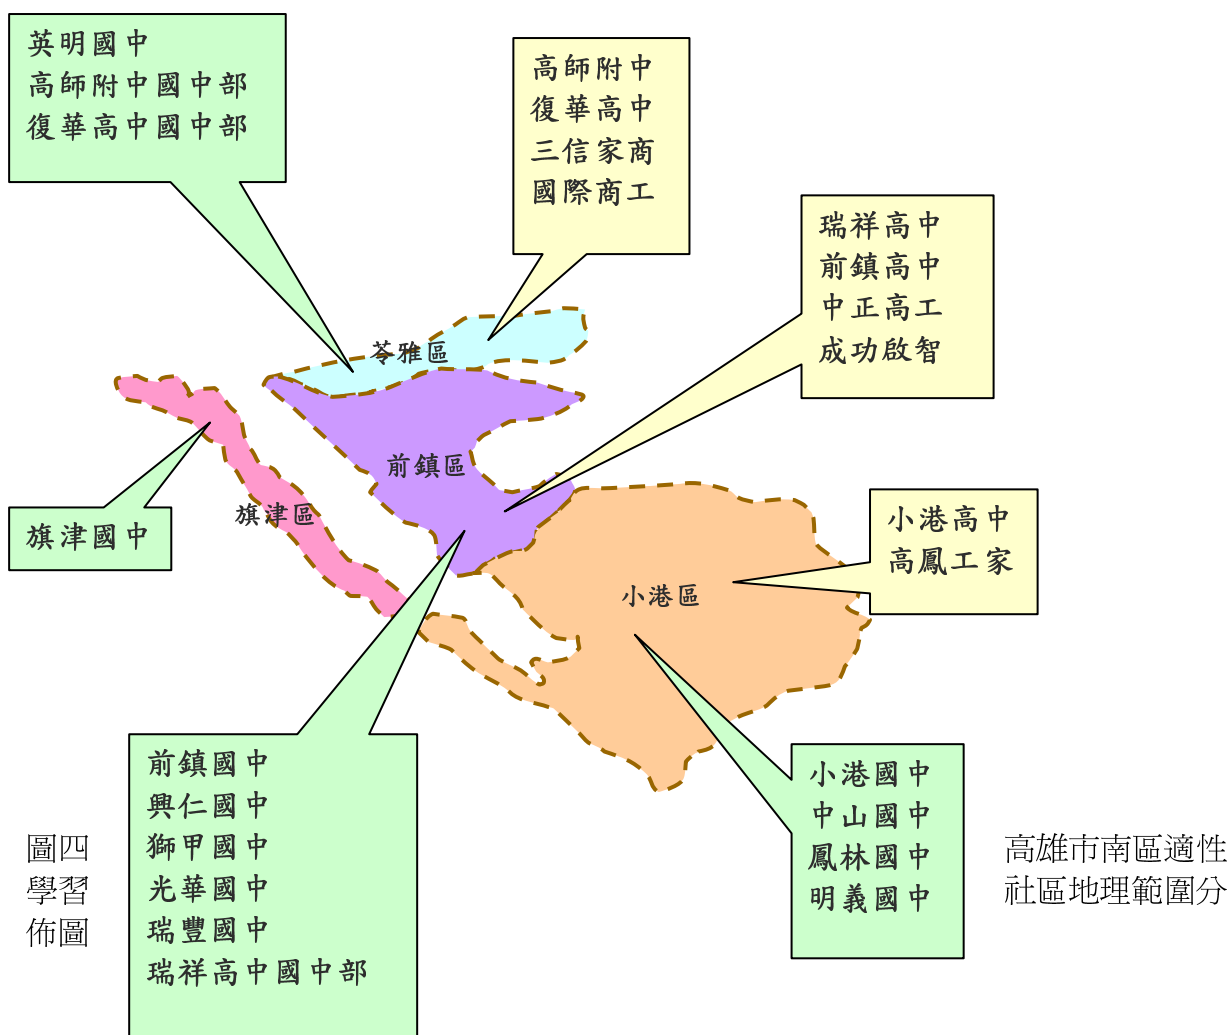 英明國中
高師附中國中部
復華高中國中部
高師附中
復華高中
三信家商
國際商工
瑞祥高中
前鎮高中
中正高工
成功啟智
苓雅區
前鎮區
旗津區
旗津國中
小港高中
高鳳工家
小港區
前鎮國中
興仁國中
獅甲國中
光華國中
瑞豐國中
瑞祥高中國中部
小港國中
中山國中
鳳林國中
明義國中
圖四
高雄市南區適性
學習
社區地理範圍分
佈圖